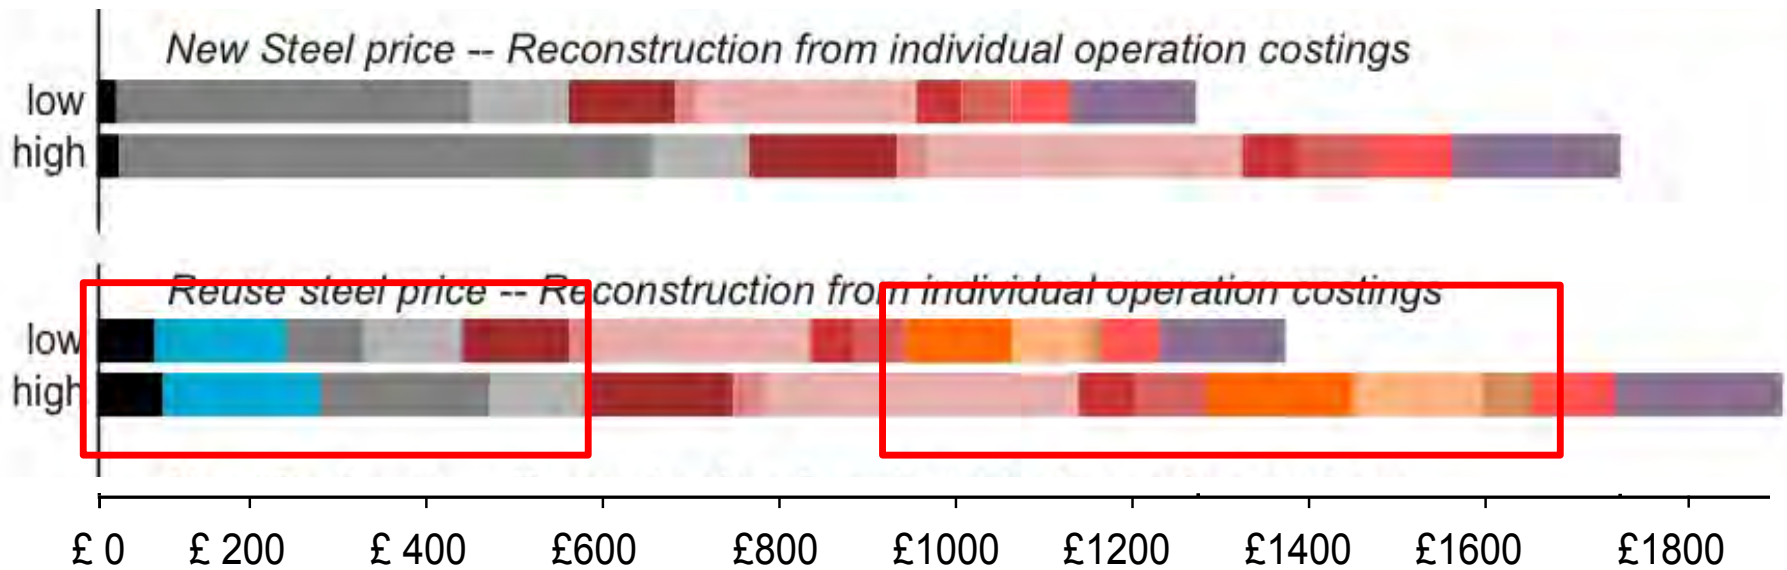 New Steel price -- Reconstruction from individual operation costings
low
high
Reuse steel price -- Reconstruction from individual operation costings
low
high
£ 0 £ 200 £ 400 £600 £800 £1000 £1200 £1400 £1600 £1800